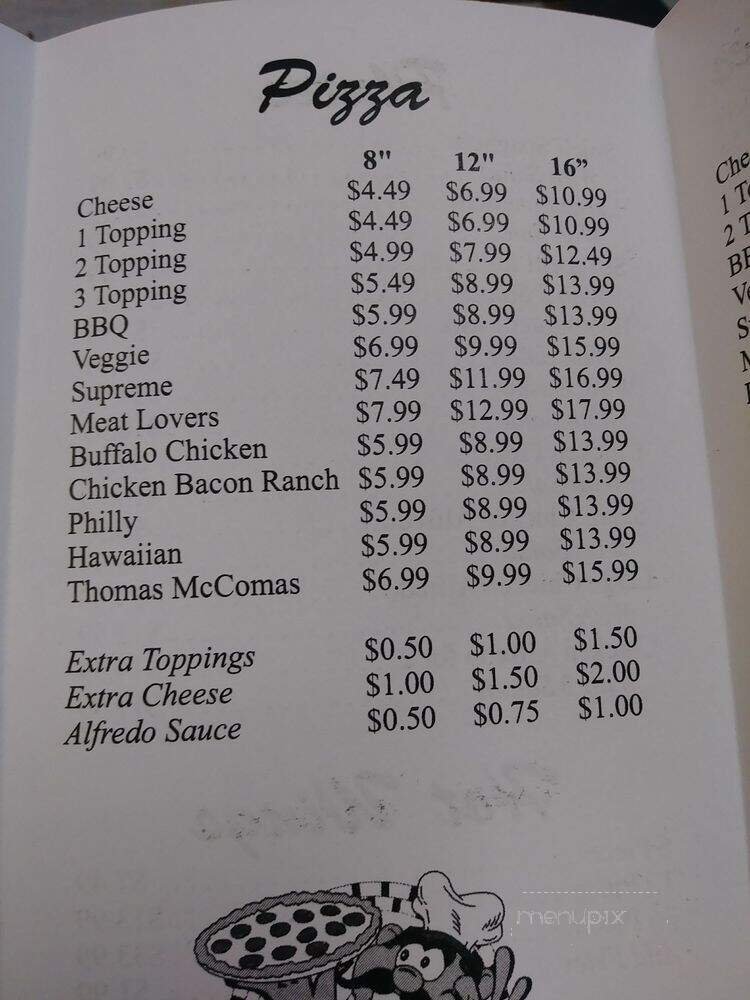 Pizza
8" 12" 16”
Cheese $4.49 $6.99 $10.99
1 Topping $4.49 $6.99 $10.99
2 Topping $4.99 $7.99 $12.49
3 Topping $5.49 $8.99 $13.99
BBQ $5.99 $8.99 $13.99
Veggie $6.99 $9.99 $15.99
Supreme $7.49 $11.99 $16.99
Meat Lovers $7.99 $12.99 $17.99
Buffalo Chicken $5.99 $8.99 $13.99
Chicken Bacon Ranch $5.99 $8.99 $13.99
Philly $5.99 $8.99 $13.99
Hawaiian $5.99 $8.99 $13.99
Thomas McComas $6.99 $9.99 $15.99
Extra Toppings $0.50 $1.00 $1.50
Extra Cheese $1.00 $1.50 $2.00
Alfredo Sauce $0.50 $0.75 $1.00
menupix
Che
1 T
2 T